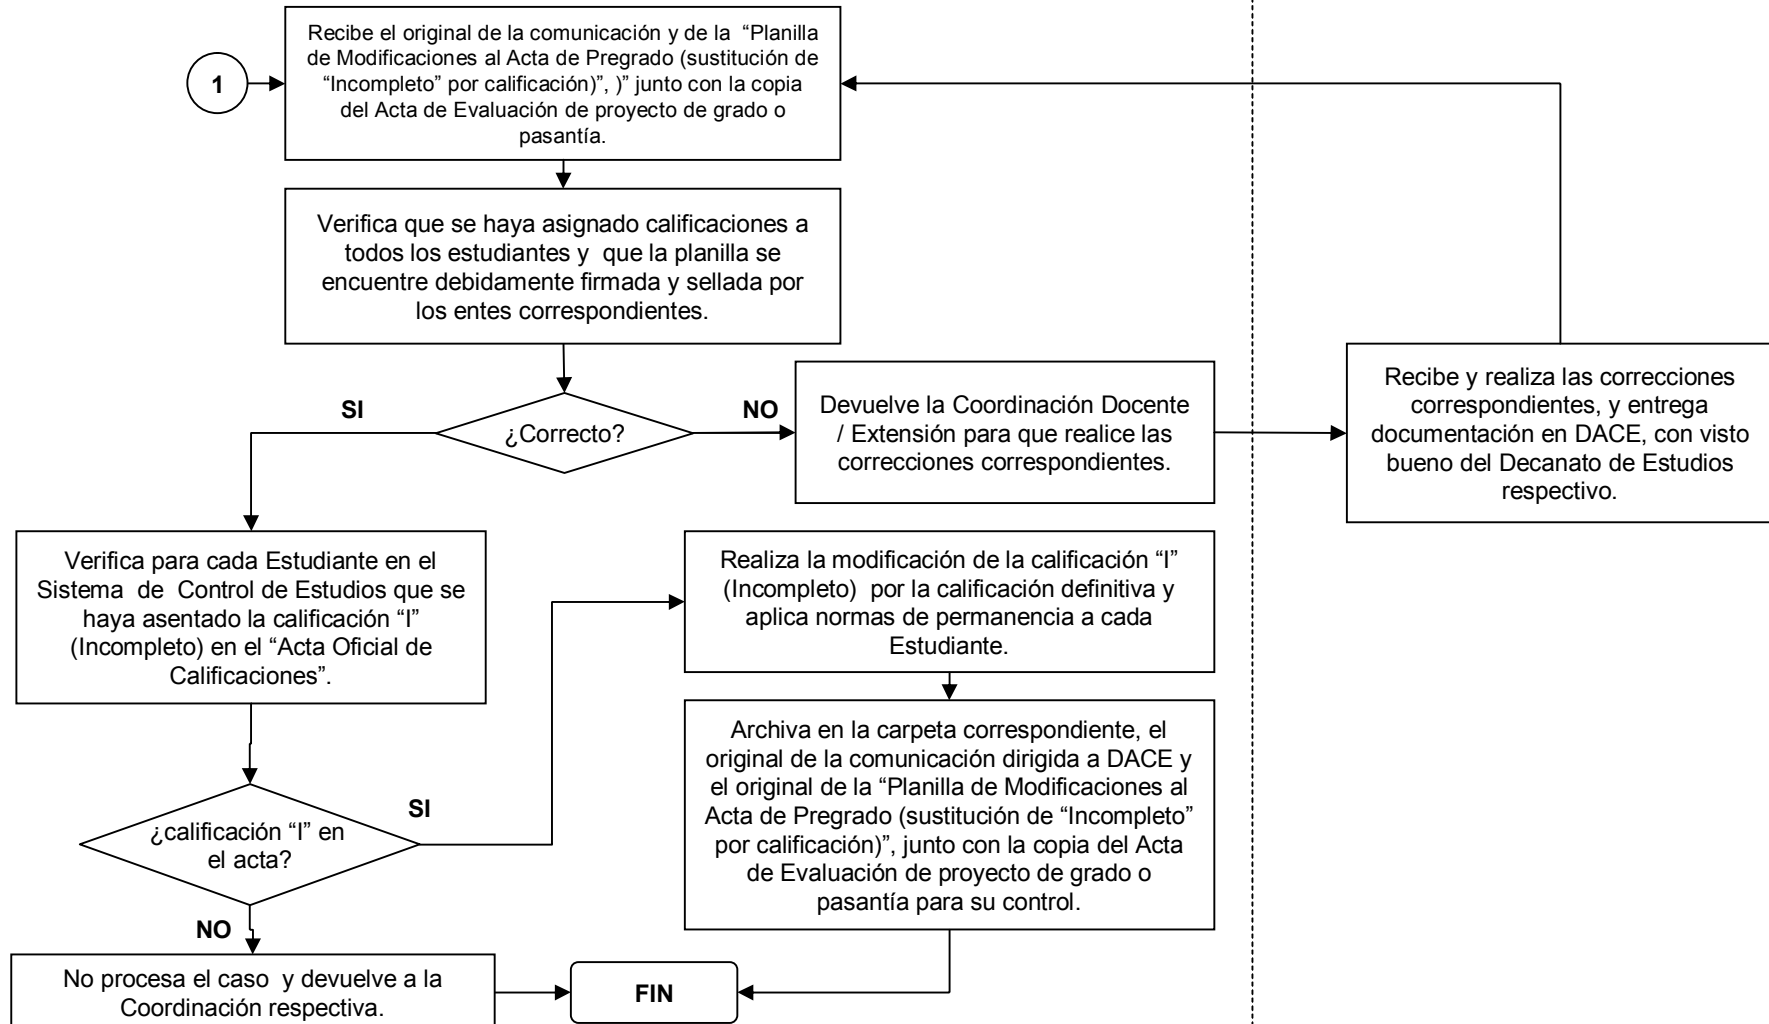 1
Recibe el original de la comunicación y de la “Planilla
de Modificaciones al Acta de Pregrado (sustitución de
“Incompleto” por calificación)”, )” junto con la copia
del Acta de Evaluación de proyecto de grado o
pasantía.
Verifica que se haya asignado calificaciones a
todos los estudiantes y que la planilla se
encuentre debidamente firmada y sellada por
los entes correspondientes.
SI
¿Correcto?
NO
Devuelve la Coordinación Docente
/ Extensión para que realice las
correcciones correspondientes.
Recibe y realiza las correcciones
correspondientes, y entrega
documentación en DACE, con visto
bueno del Decanato de Estudios
respectivo.
Verifica para cada Estudiante en el
Sistema de Control de Estudios que se
haya asentado la calificación “I”
(Incompleto) en el “Acta Oficial de
Calificaciones”.
¿calificación “I” en
el acta?
SI
NO
Realiza la modificación de la calificación “I”
(Incompleto) por la calificación definitiva y
aplica normas de permanencia a cada
Estudiante.
Archiva en la carpeta correspondiente, el
original de la comunicación dirigida a DACE y
el original de la “Planilla de Modificaciones al
Acta de Pregrado (sustitución de “Incompleto”
por calificación)”, junto con la copia del Acta
de Evaluación de proyecto de grado o
pasantía para su control.
No procesa el caso y devuelve a la
Coordinación respectiva.
FIN